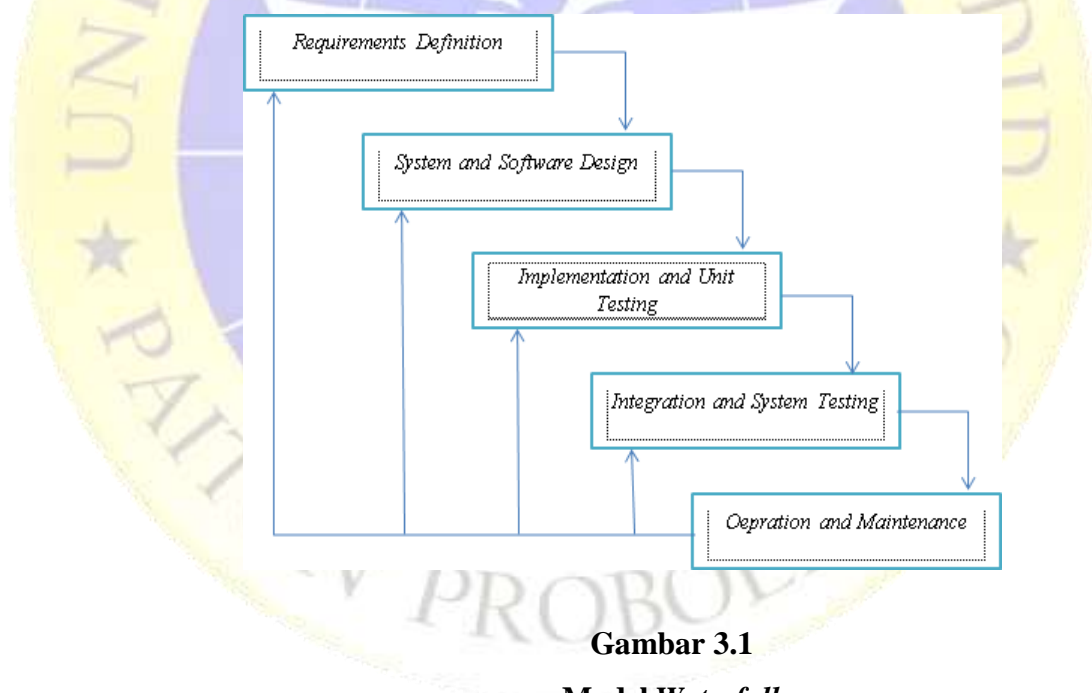 Requirements Definition
System and Software Design
Implementation and Unit
Testing
Integration and System Testing
Oepration and Maintenance
PROBOL
Gambar 3.1
Model Waterfall